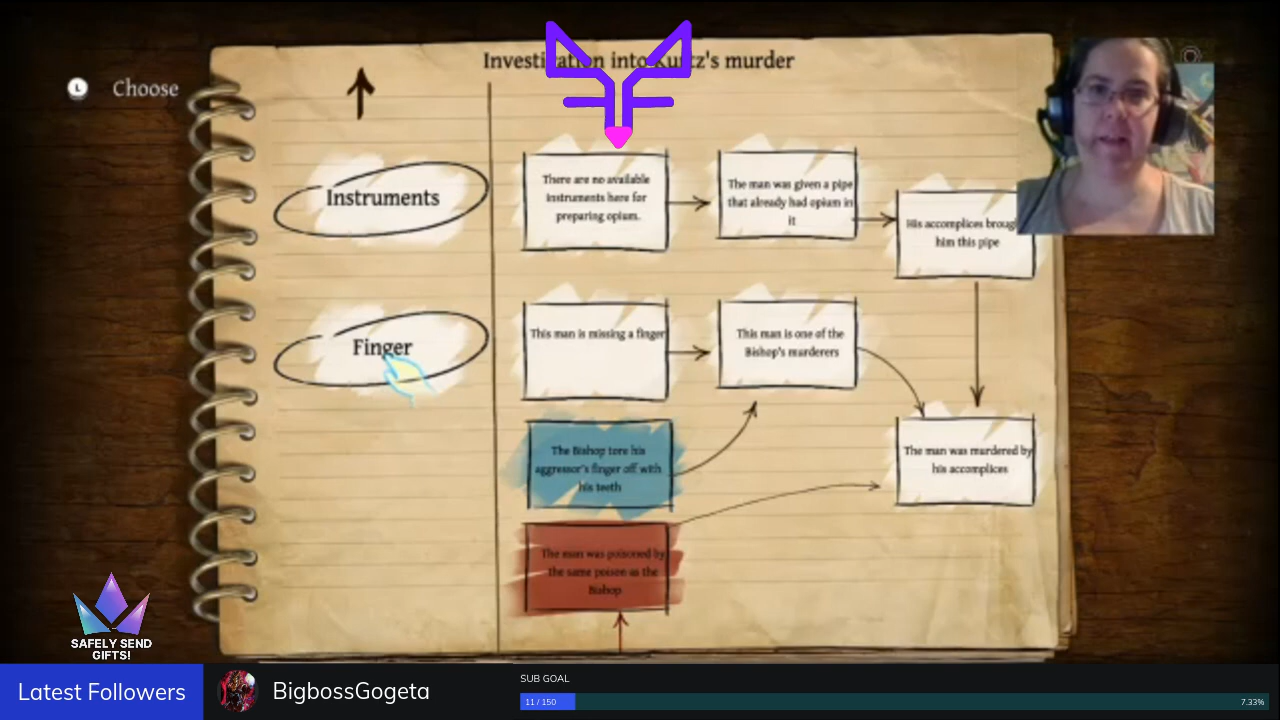 Investigation into Kurtz's murder
Choose
Instruments
There are no available
instruments here for
preparing opium.
The man was given a pipe
that already had opium in
it
His accomplices
him this pipe
Finger
This man is missing a finger
This man is one of the
Bishop's murderers
The Bishop tore his
aggressor's finger off with
his teeth
The man was murdered by
his accomplices
The man was poisoned by
the same poison as the
Bishop
SAFELY SEND
GIFTS!
Latest Followers
BigbossGogeta
SUB GOAL
11 / 150
7.33%